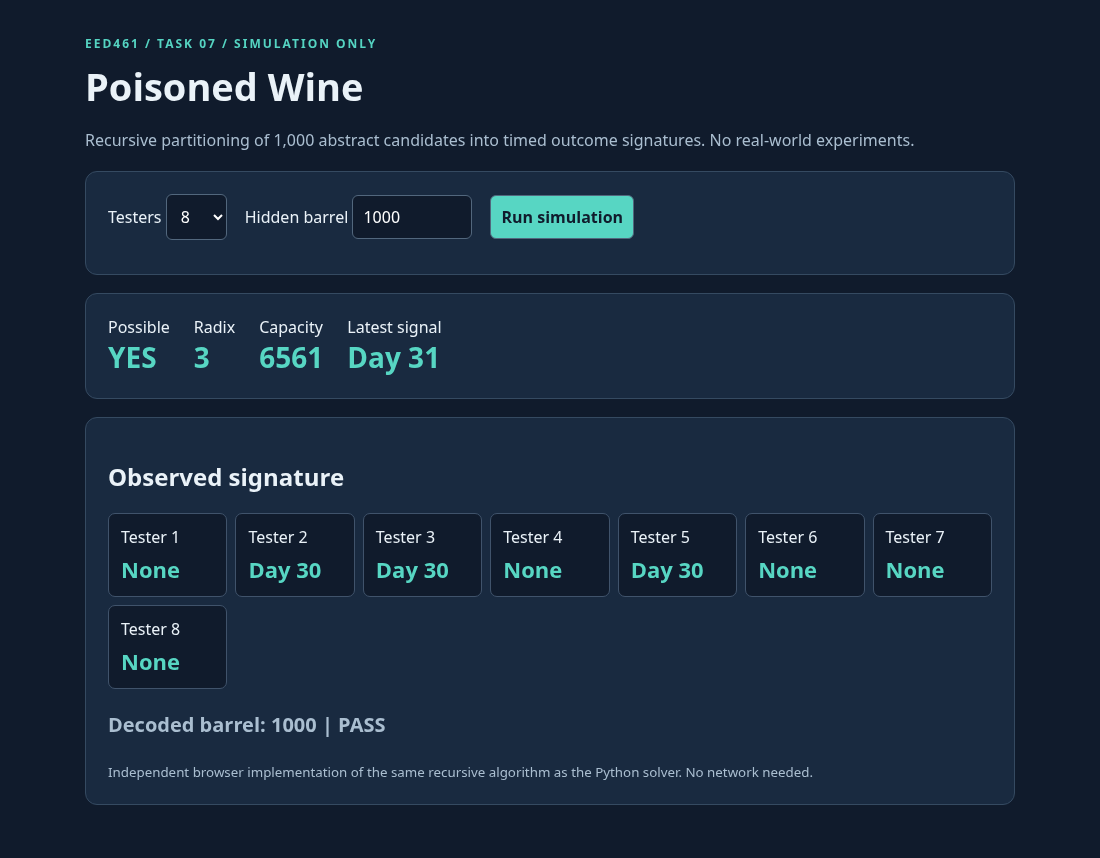 EED461 / TASK 07 / SIMULATION ONLY
Poisoned Wine
Recursive partitioning of 1,000 abstract candidates into timed outcome signatures. No real-world experiments.
Testers 8 Hidden barrel 1000 Run simulation
Possible Radix Capacity Latest signal
YES 3 6561 Day 31
Observed signature
Tester 1 Tester 2 Tester 3 Tester 4 Tester 5 Tester 6 Tester 7
None Day 30 Day 30 None Day 30 None None
Tester 8
None
Decoded barrel: 1000 | PASS
Independent browser implementation of the same recursive algorithm as the Python solver. No network needed.